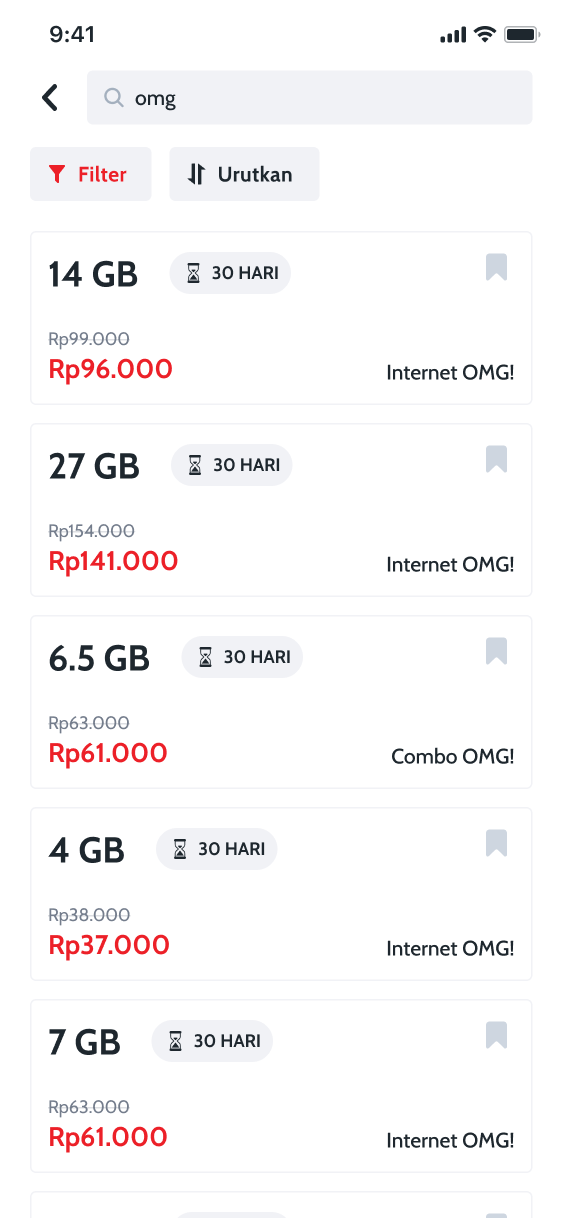 9:41
omg
Filter
Urutkan
14 GB
30 HARI
Rp99.000
Rp96.000
Internet OMG!
27 GB
30 HARI
Rp154.000
Rp141.000
Internet OMG!
6.5 GB
30 HARI
Rp63.000
Rp61.000
Combo OMG!
4 GB
30 HARI
Rp38.000
Rp37.000
Internet OMG!
7 GB
30 HARI
Rp63.000
Rp61.000
Internet OMG!